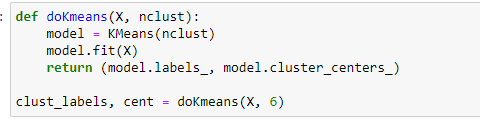 : def doKmeans(X, nclust):
    model = KMeans(nclust)
    model.fit(X)
    return (model.labels_, model.cluster_centers_)

clust_labels, cent = doKmeans(X, 6)